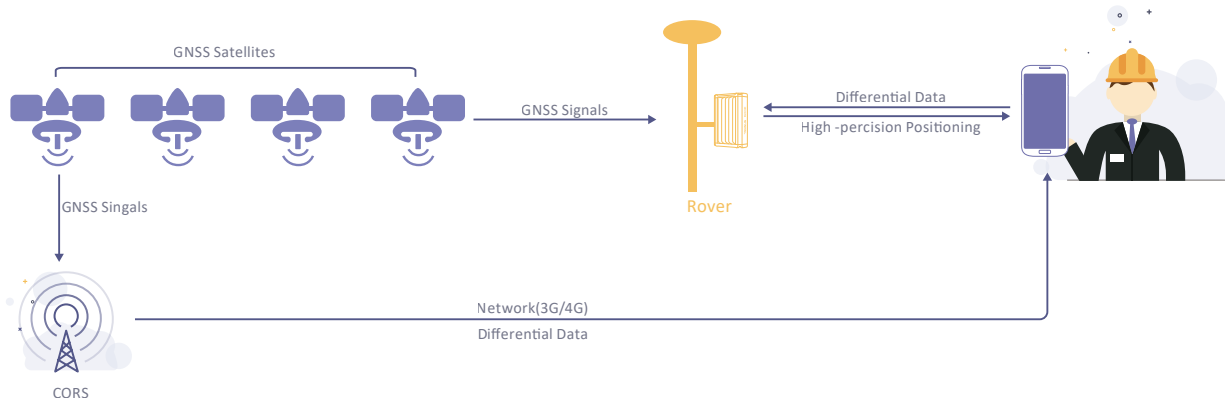 GNSS Satellites
GNSS Signals
Differential Data
High -percision Positioning
Rover
GNSS Singals
Network(3G/4G)
Differential Data
CORS